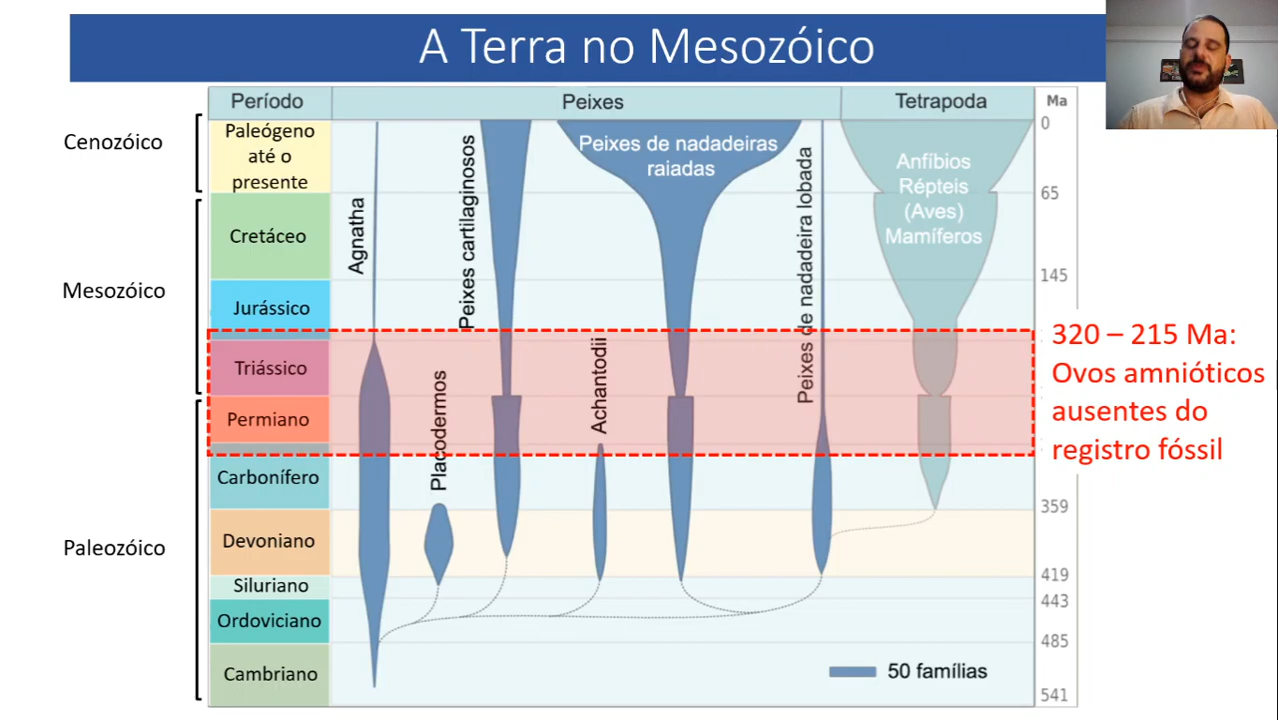 A Terra no Mesozóico
Período
Peixes
Tetrapoda
Ma
Cenozóico
Mesozóico
Paleozóico
Paleógeno
até o
presente
Cretáceo
Jurássico
Triássico
Permiano
Carbonífero
Devoniano
Siluriano
Ordoviciano
Cambriano
Agnatha
Placodermos
Peixes cartilaginosos
Achantodii
Peixes de nadadeiras
raiadas
Peixes de nadadeira lobada
Anfíbios
Répteis
(Aves)
Mamíferos
0
65
145
359
419
443
485
541
320 – 215 Ma:
Ovos amnióticos
ausentes do
registro fóssil
50 famílias